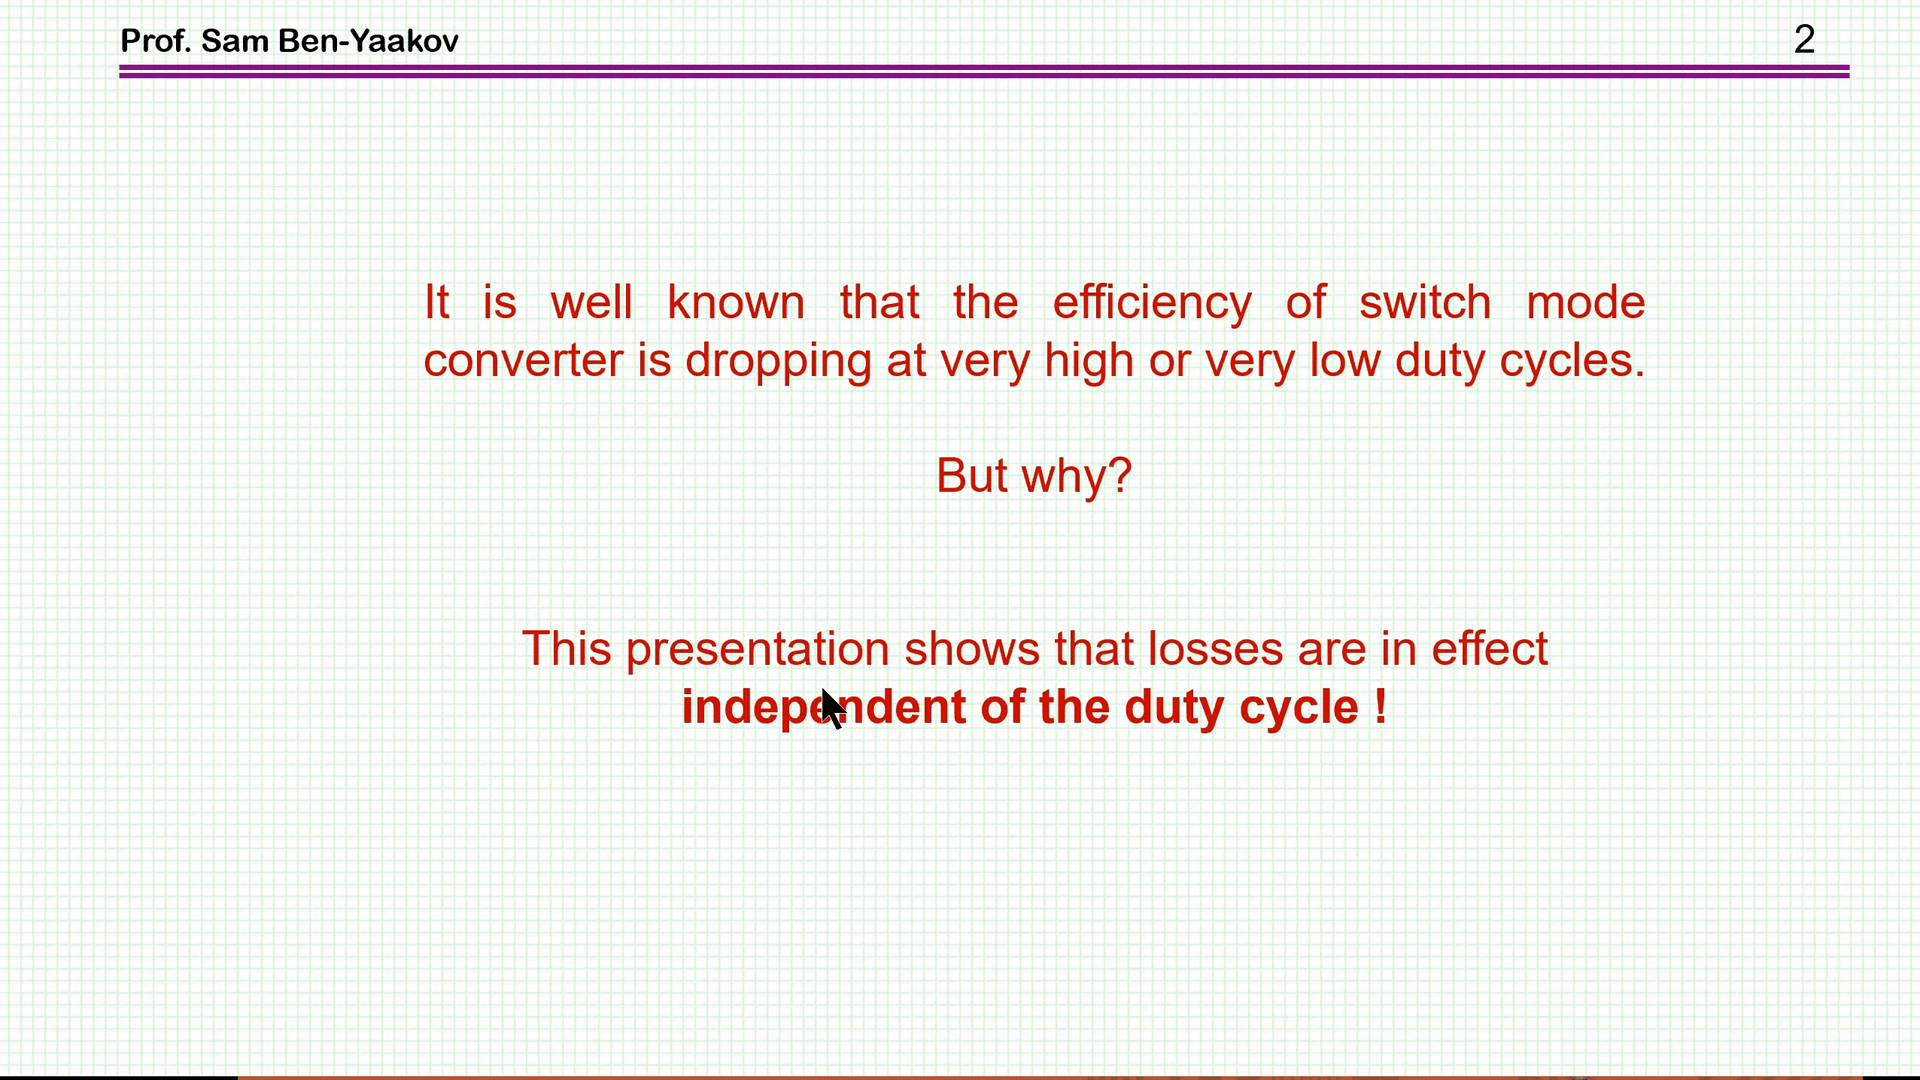 Prof. Sam Ben-Yaakov
2
It is well known that the efficiency of switch mode
converter is dropping at very high or very low duty cycles.
But why?
This presentation shows that losses are in effect
independent of the duty cycle !